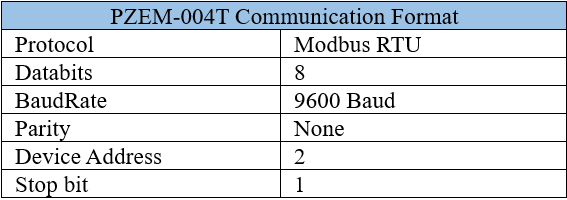 PZEM-004T Communication Format
Protocol Modbus RTU
Databits 8
BaudRate 9600 Baud
Parity None
Device Address 2
Stop bit 1